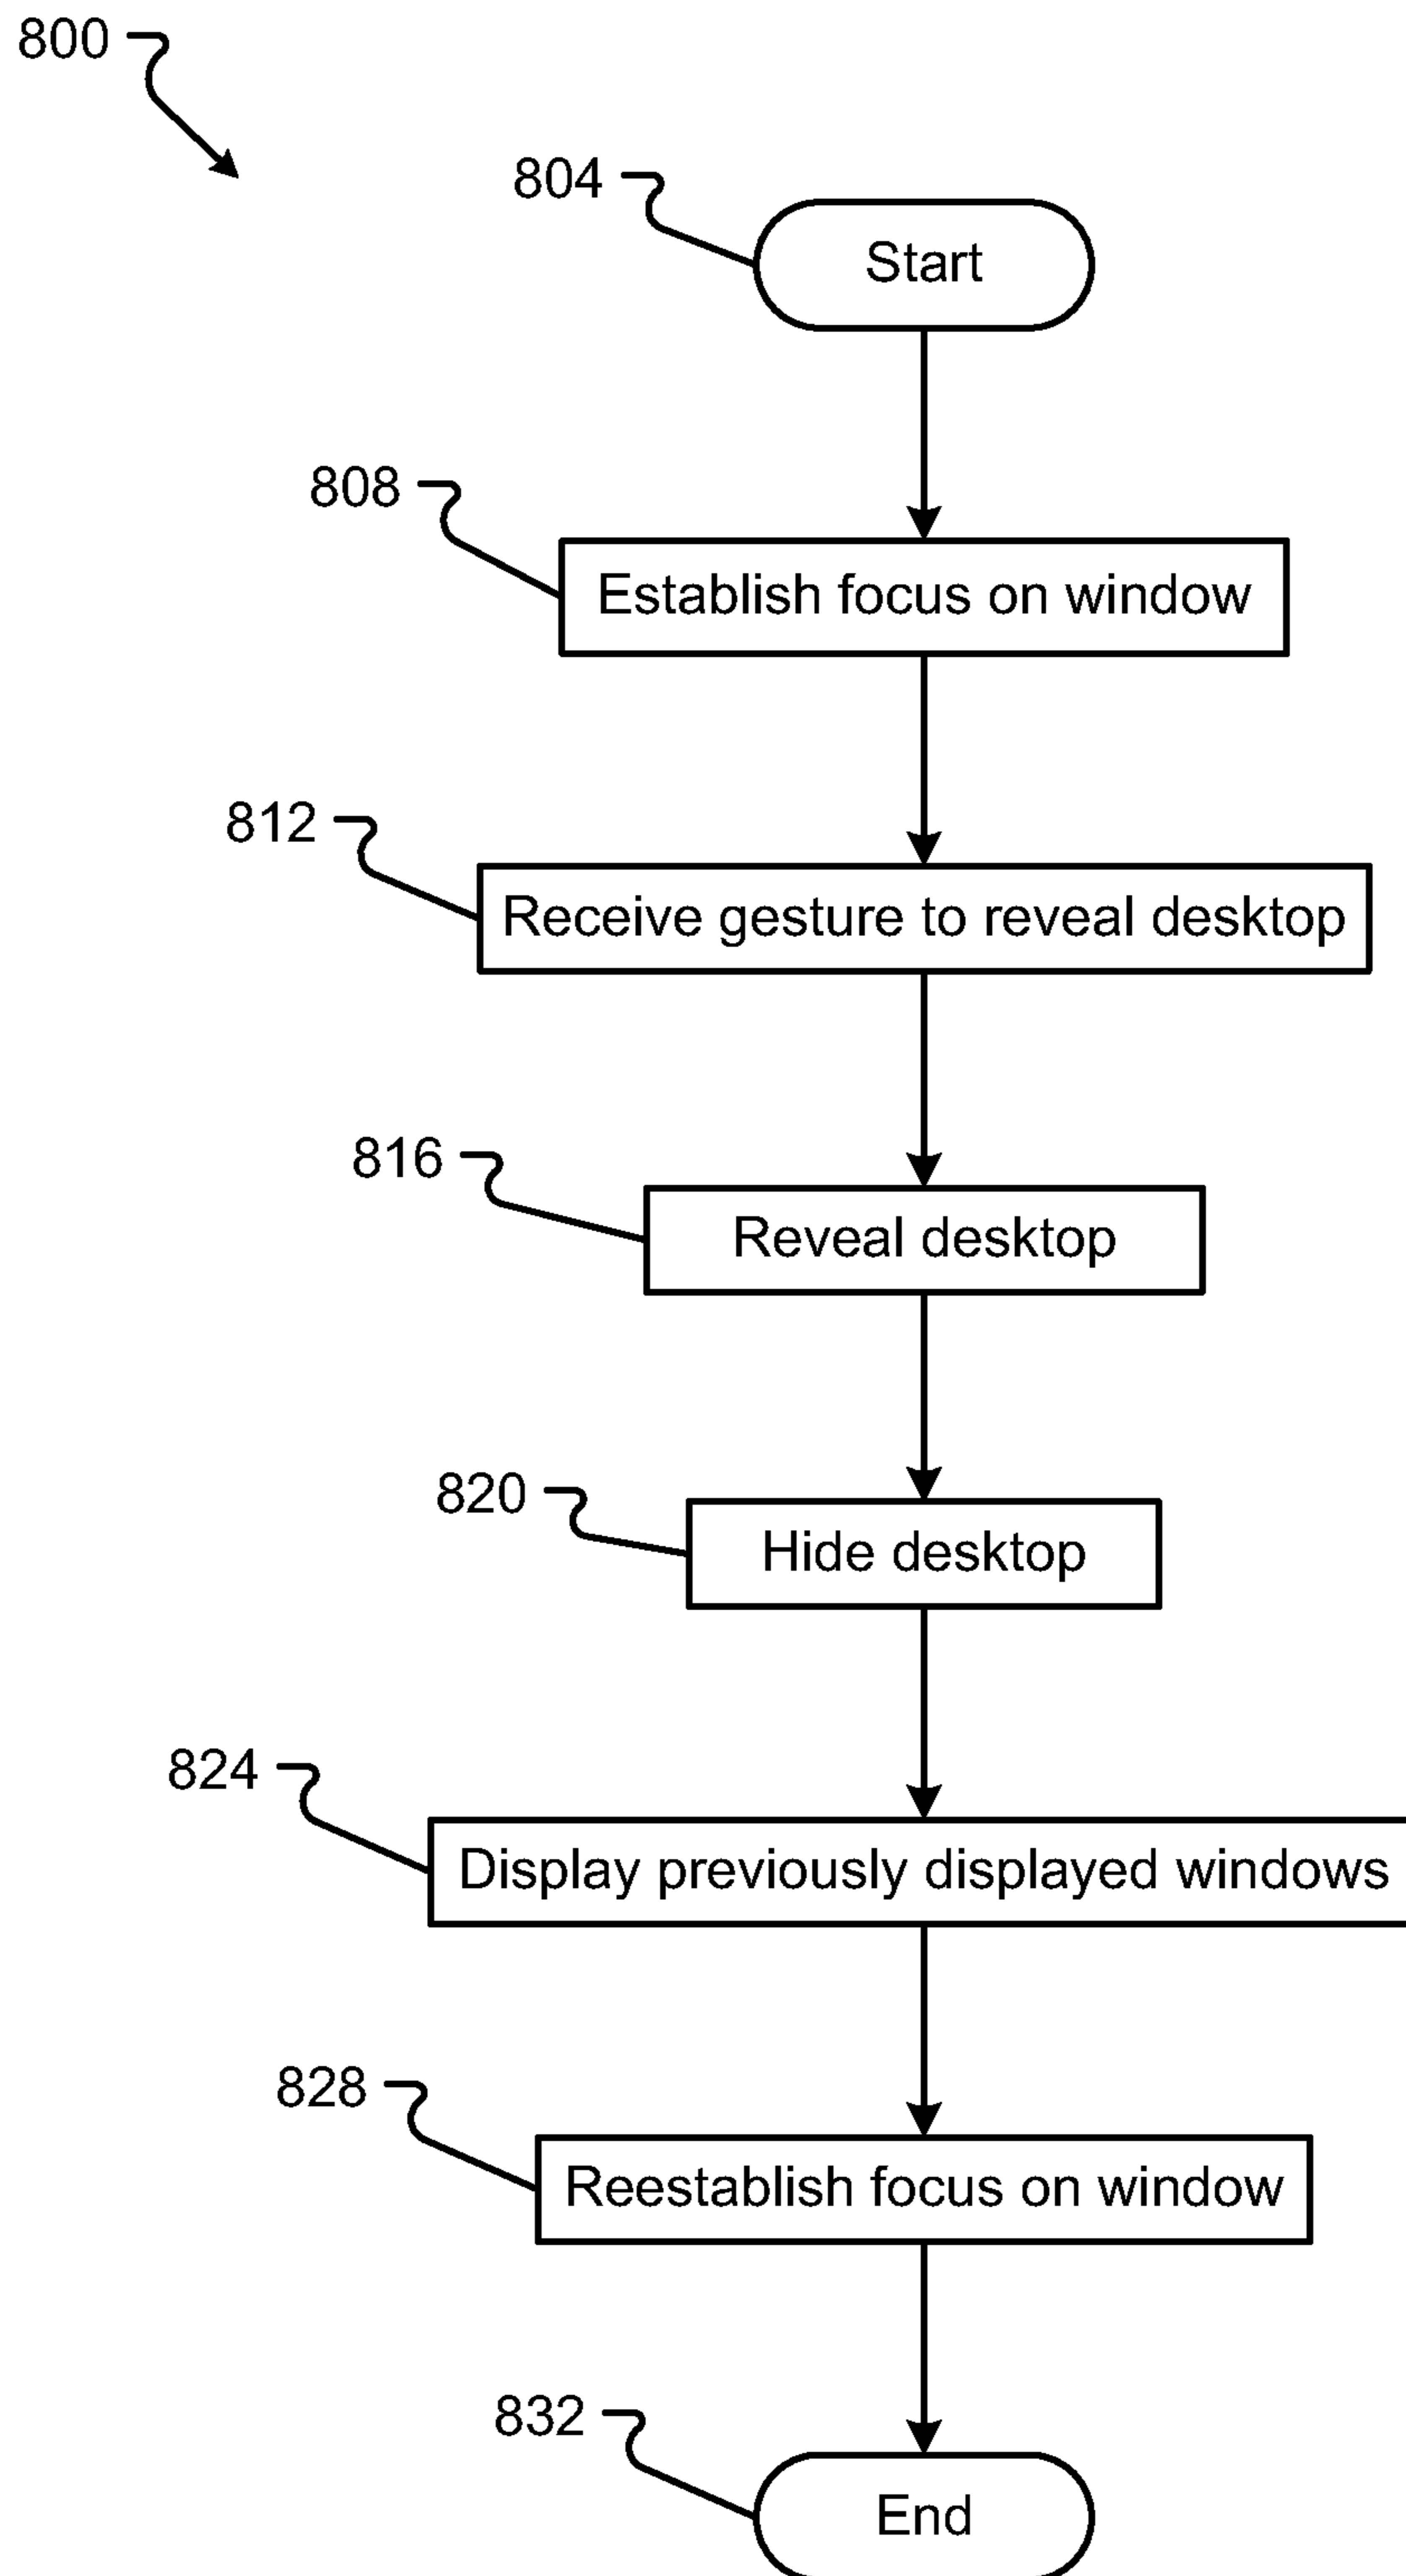 800
804
Start
808
Establish focus on window
812
Receive gesture to reveal desktop
816
Reveal desktop
820
Hide desktop
824
Display previously displayed windows
828
Reestablish focus on window
832
End